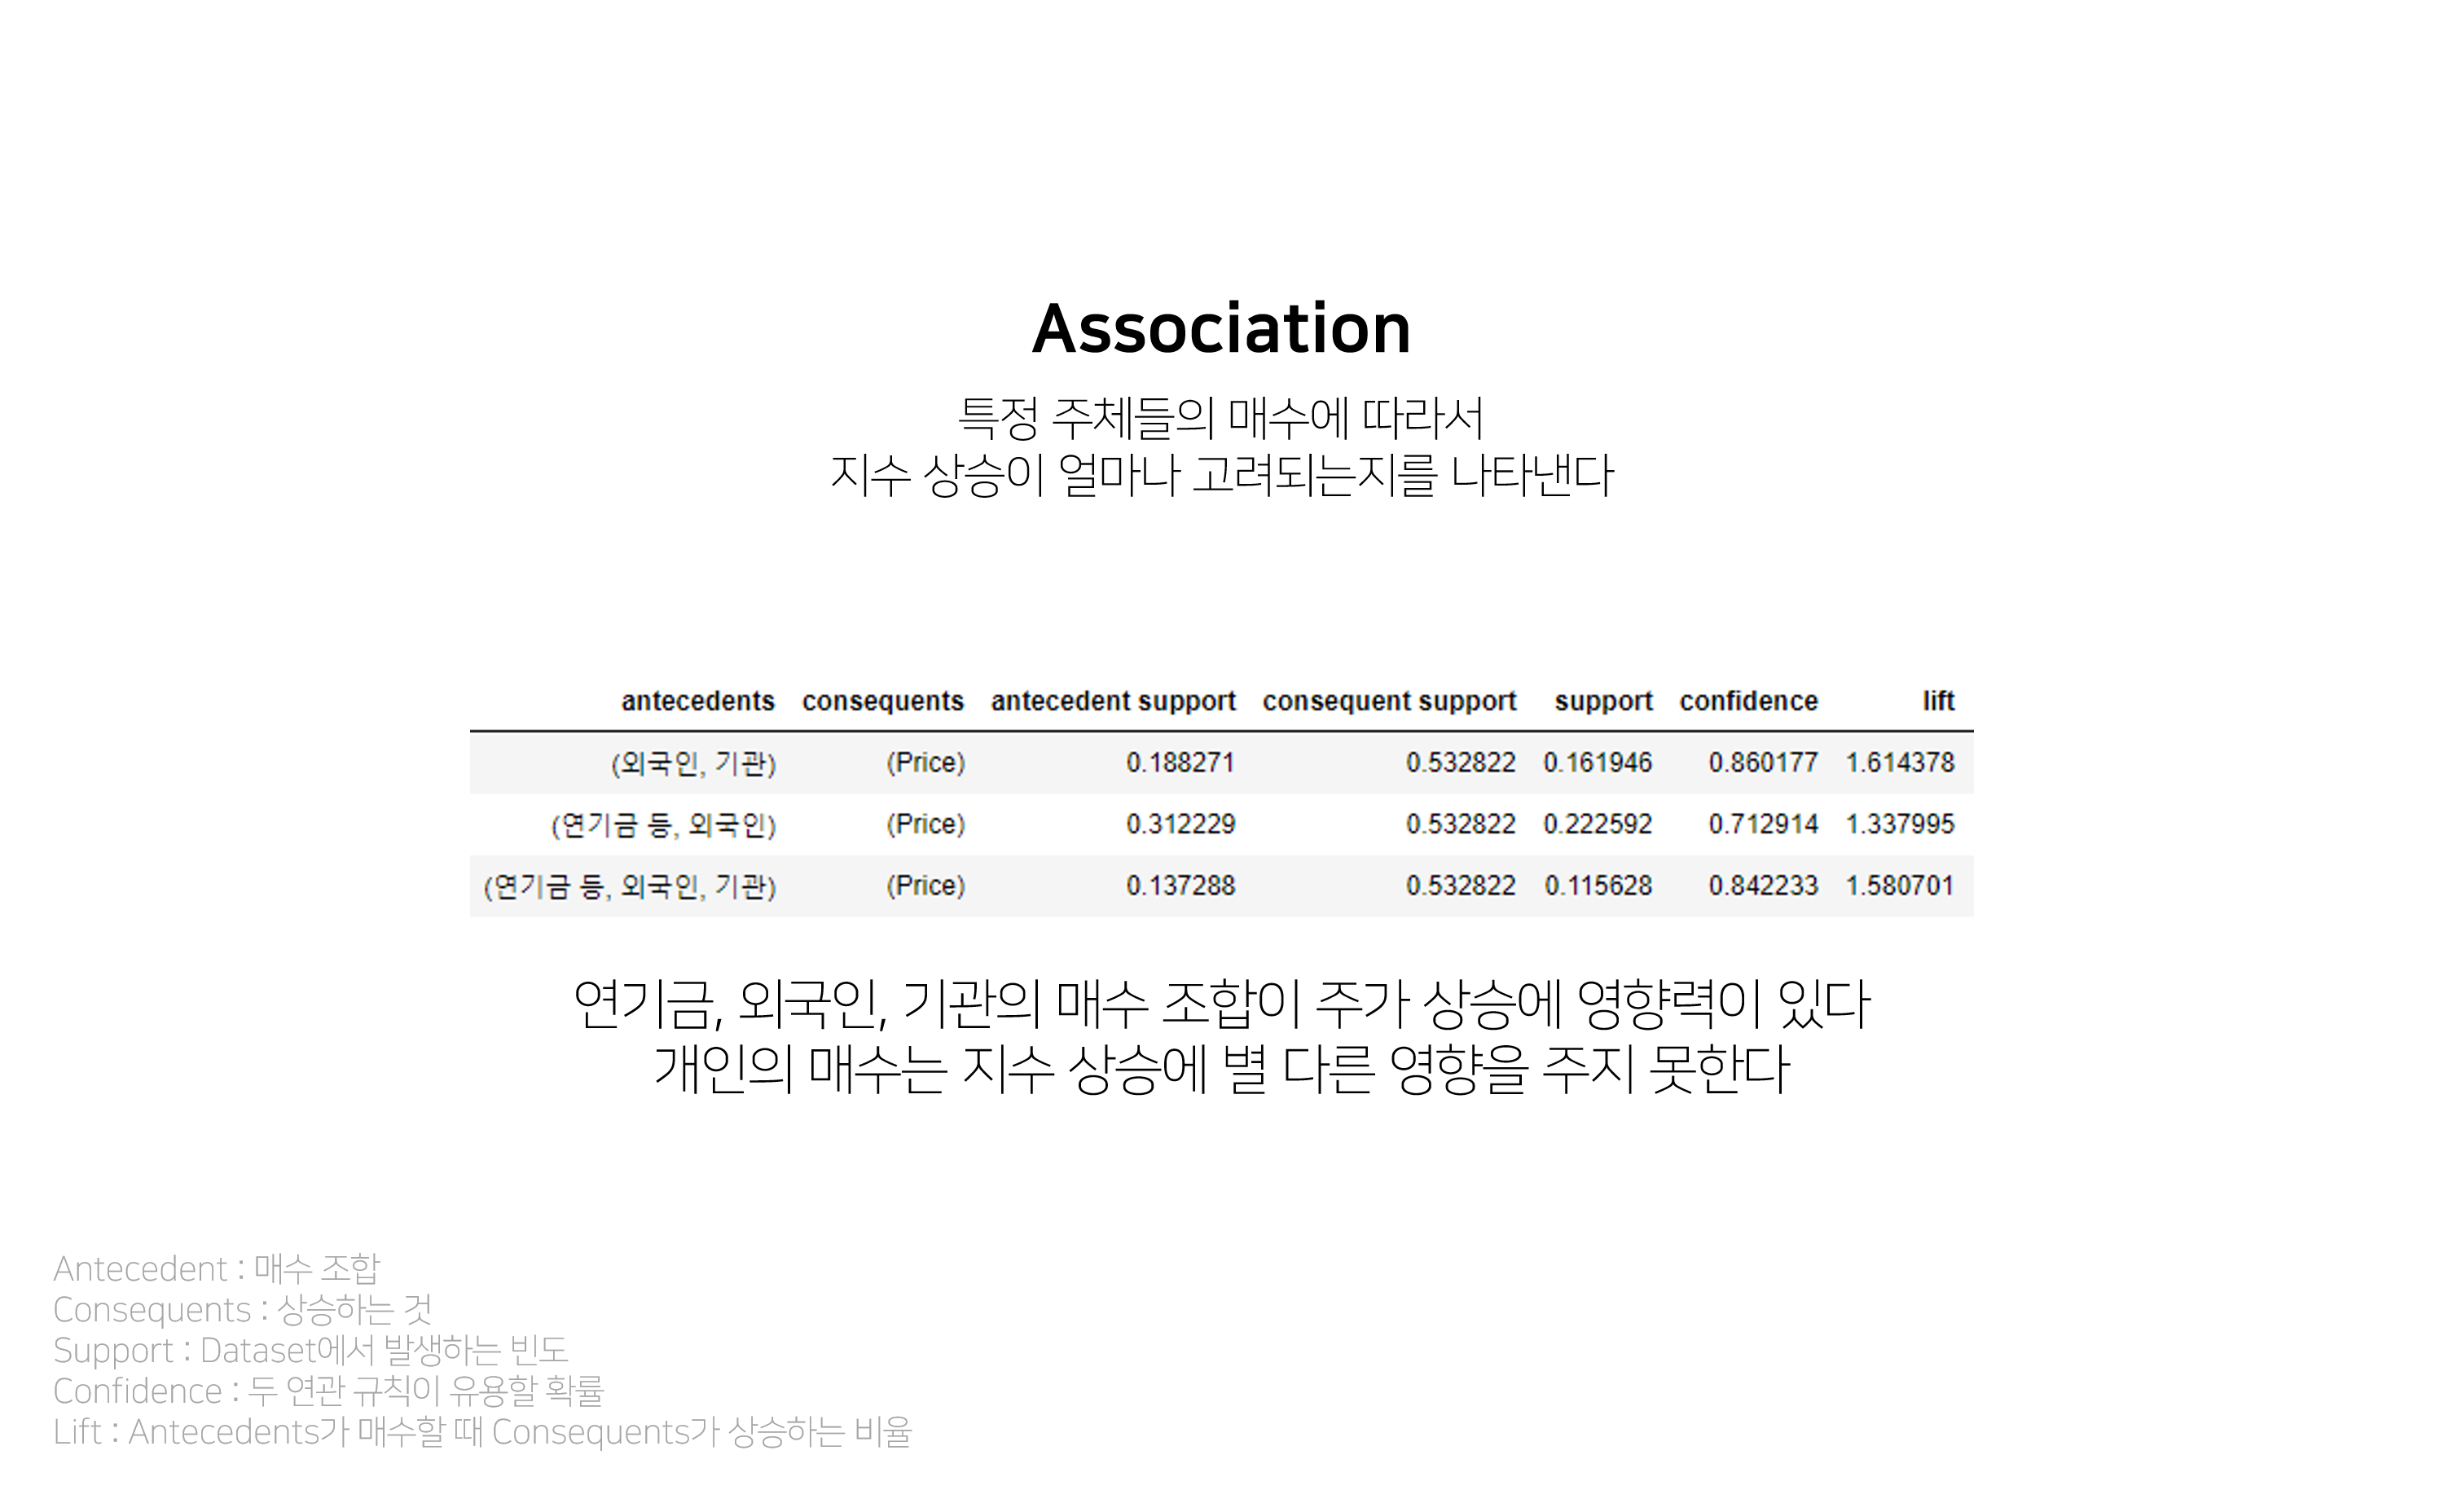 Association
특정 주체들의 매수에 따라서
지수 상승이 얼마나 고려되는지를 나타낸다
antecedents consequents antecedent support consequent support support confidence lift
(외국인, 기관) (Price) 0.188271 0.532822 0.161946 0.860177 1.614378
(연기금 등, 외국인) (Price) 0.312229 0.532822 0.222592 0.712914 1.337995
(연기금 등, 외국인, 기관) (Price) 0.137288 0.532822 0.115628 0.842233 1.580701
연기금, 외국인, 기관의 매수 조합이 주가 상승에 영향력이 있다
개인의 매수는 지수 상승에 별 다른 영향을 주지 못한다
Antecedent : 매수 조합
Consequents : 상승하는 것
Support : Dataset에서 발생하는 빈도
Confidence : 두 연관 규칙이 유용할 확률
Lift : Antecedents가 매수할 때 Consequents가 상승하는 비율